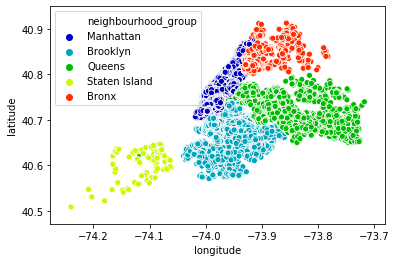 neighbourhood_group
Manhattan
Brooklyn
Queens
Staten Island
Bronx
latitude
40.9
40.8
40.7
40.6
40.5
−74.2
−74.1
−74.0
−73.9
−73.8
−73.7
longitude